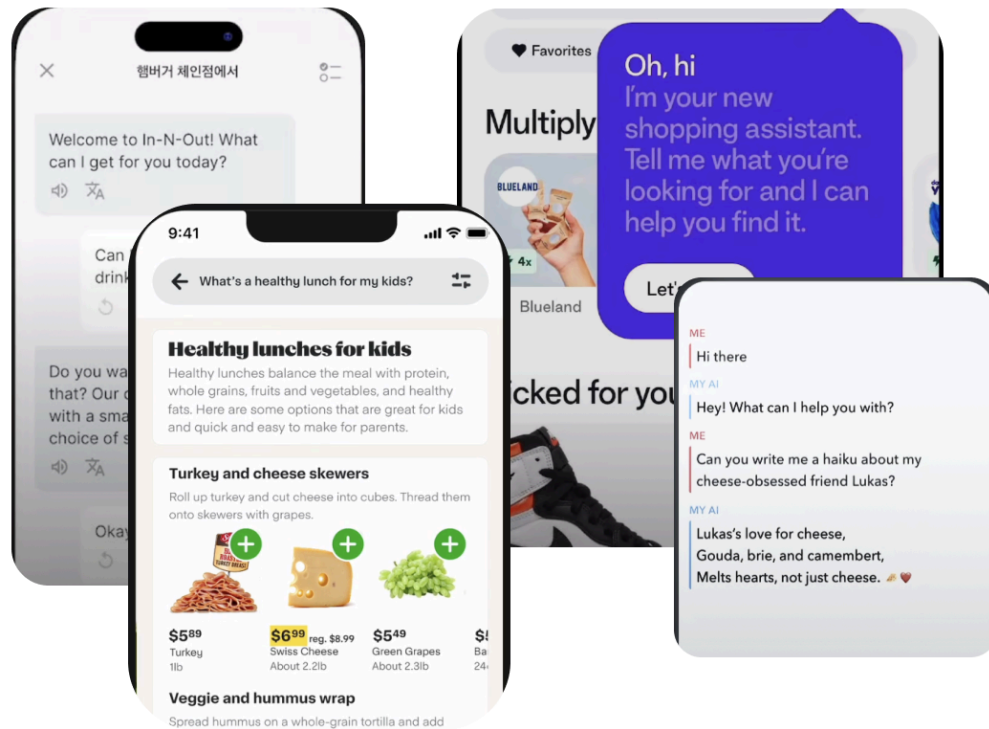 햄버거 체인점에서
Welcome to In-N-Out! What
can I get for you today?
Can
drin
Do you wa
that? Our
with a sma
choice of s
Okay
9:41
What's a healthy lunch for my kids?
Healthy lunches for kids
Healthy lunches balance the meal with protein,
whole grains, fruits and vegetables, and healthy
fats. Here are some options that are great for kids
and quick and easy to make for parents.
Turkey and cheese skewers
Roll up turkey and cut cheese into cubes. Thread them
onto skewers with grapes.
$589
Turkey
1lb
$699 reg. $8.99
Swiss Cheese
About 2.2lb
$549
Green Grapes
About 2.3lb
Ba
24
Veggie and hummus wrap
Spread hummus on a whole-grain tortilla and add
Favorites
Multiply
BLUELAND
4x
Blueland
icked for you
Oh, hi
I'm your new
shopping assistant.
Tell me what you're
looking for and I can
help you find it.
Let's
ME
Hi there
MY AI
Hey! What can I help you with?
ME
Can you write me a haiku about my
cheese-obsessed friend Lukas?
MY AI
Lukas's love for cheese,
Gouda, brie, and camembert,
Melts hearts, not just cheese. 🧀 ❤️